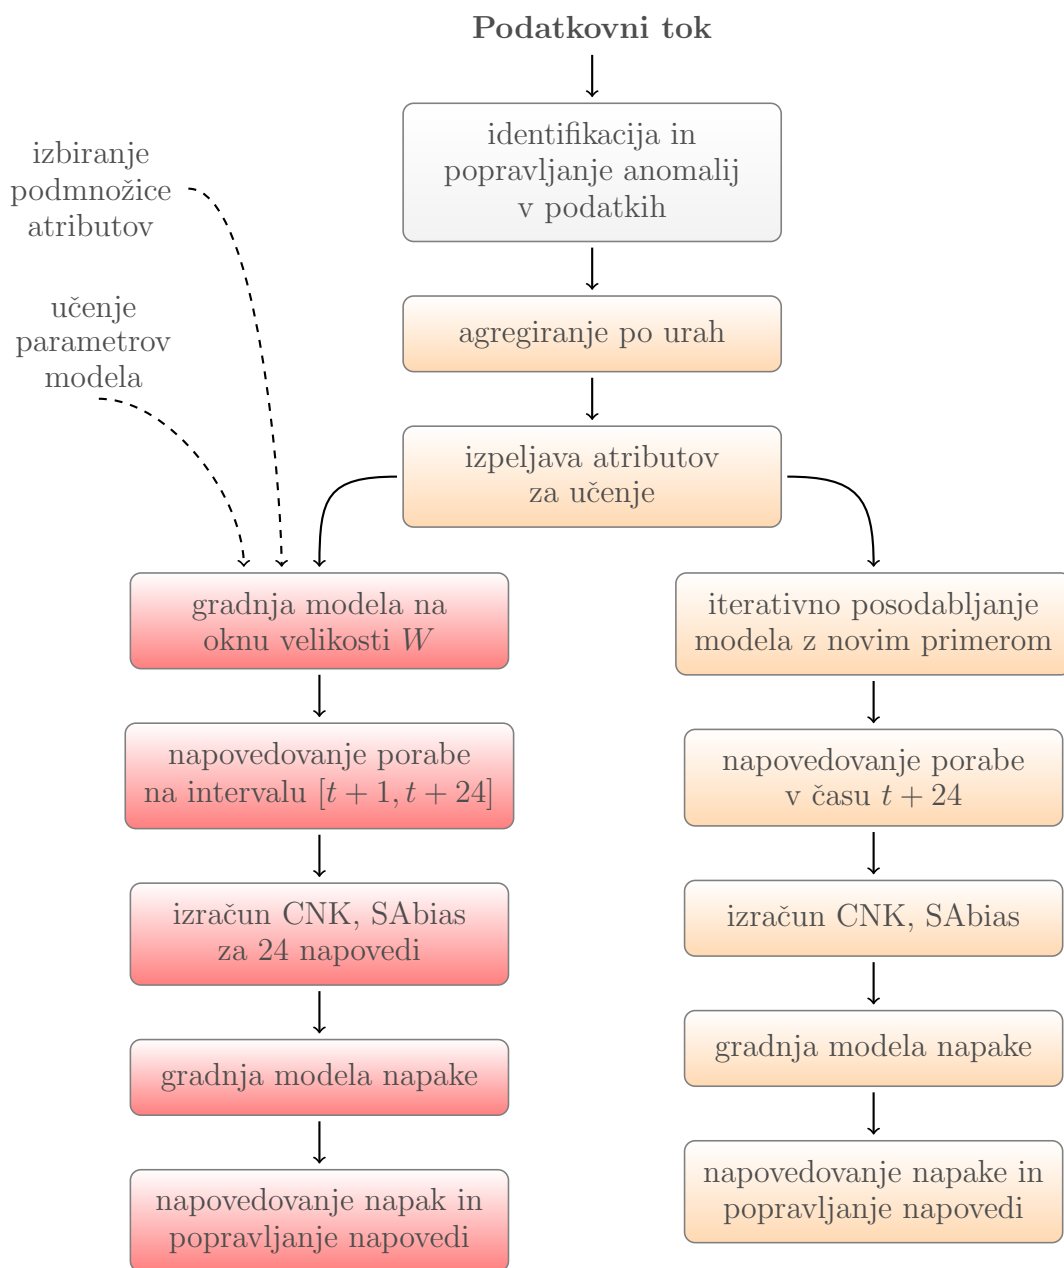 Podatkovni tok
identifikacija in
popravljanje anomalij
v podatkih
izbiranje
podmnožice
atributov
učenje
parametrov
modela
agregiranje po urah
izpeljava atributov
za učenje
gradnja modela na
oknu velikosti W
napovedovanje porabe
na intervalu [t + 1, t + 24]
izračun CNK, SAbias
za 24 napovedi
gradnja modela napake
napovedovanje napak in
popravljanje napovedi
iterativno posodabljanje
modela z novim primerom
napovedovanje porabe
v času t + 24
izračun CNK, SAbias
gradnja modela napake
napovedovanje napake in
popravljanje napovedi